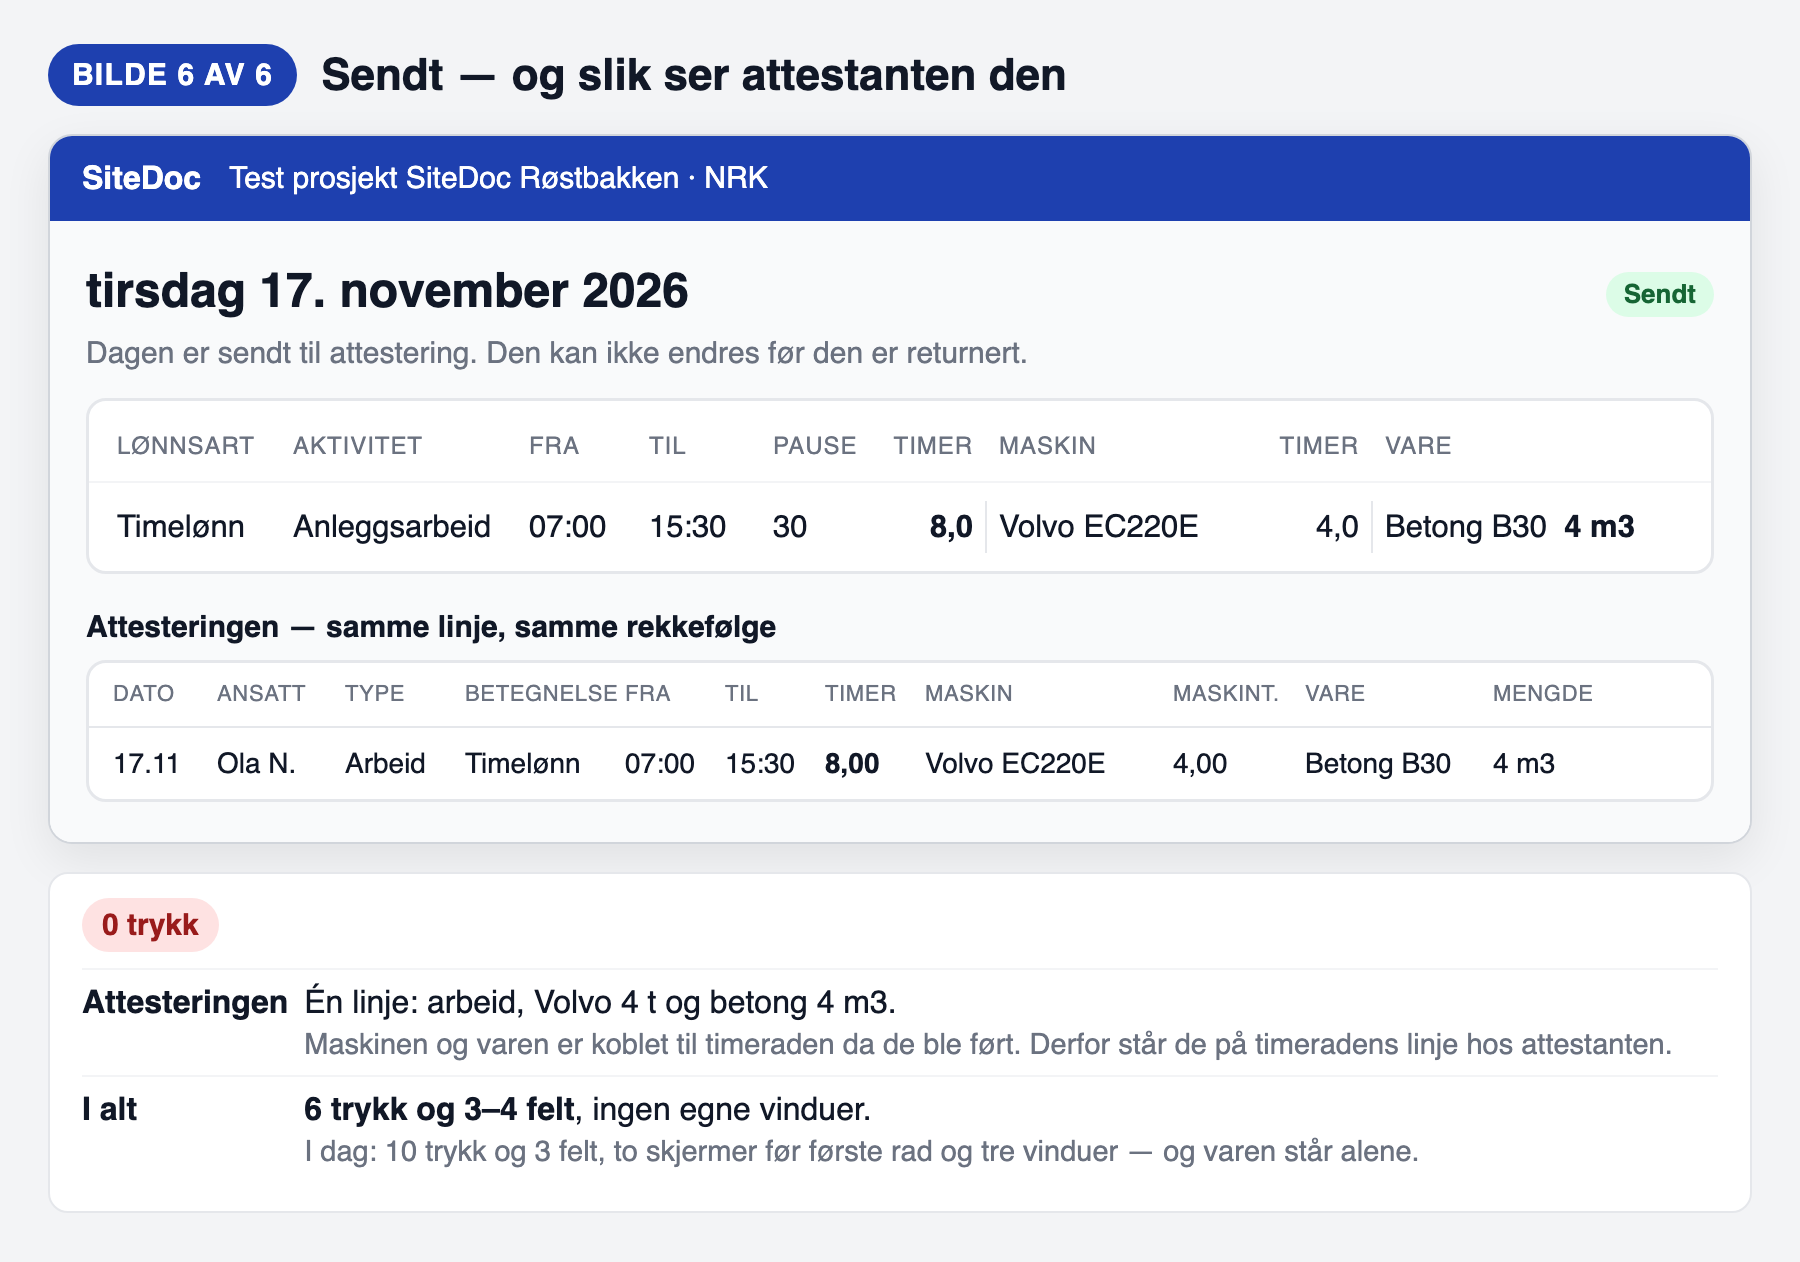 BILDE 6 AV 6 Sendt — og slik ser attestanten den
SiteDoc Test prosjekt SiteDoc Røstbakken · NRK
tirsdag 17. november 2026 Sendt
Dagen er sendt til attestering. Den kan ikke endres før den er returnert.
LØNNSART AKTIVITET FRA TIL PAUSE TIMER MASKIN TIMER VARE
Timelønn Anleggsarbeid 07:00 15:30 30 8,0 Volvo EC220E 4,0 Betong B30 4 m3
Attesteringen — samme linje, samme rekkefølge
DATO ANSATT TYPE BETEGNELSE FRA TIL TIMER MASKIN MASKINT. VARE MENGDE
17.11 Ola N. Arbeid Timelønn 07:00 15:30 8,00 Volvo EC220E 4,00 Betong B30 4 m3
0 trykk
Attesteringen Én linje: arbeid, Volvo 4 t og betong 4 m3.
Maskinen og varen er koblet til timeraden da de ble ført. Derfor står de på timeradens linje hos attestanten.
I alt 6 trykk og 3–4 felt, ingen egne vinduer.
I dag: 10 trykk og 3 felt, to skjermer før første rad og tre vinduer — og varen står alene.